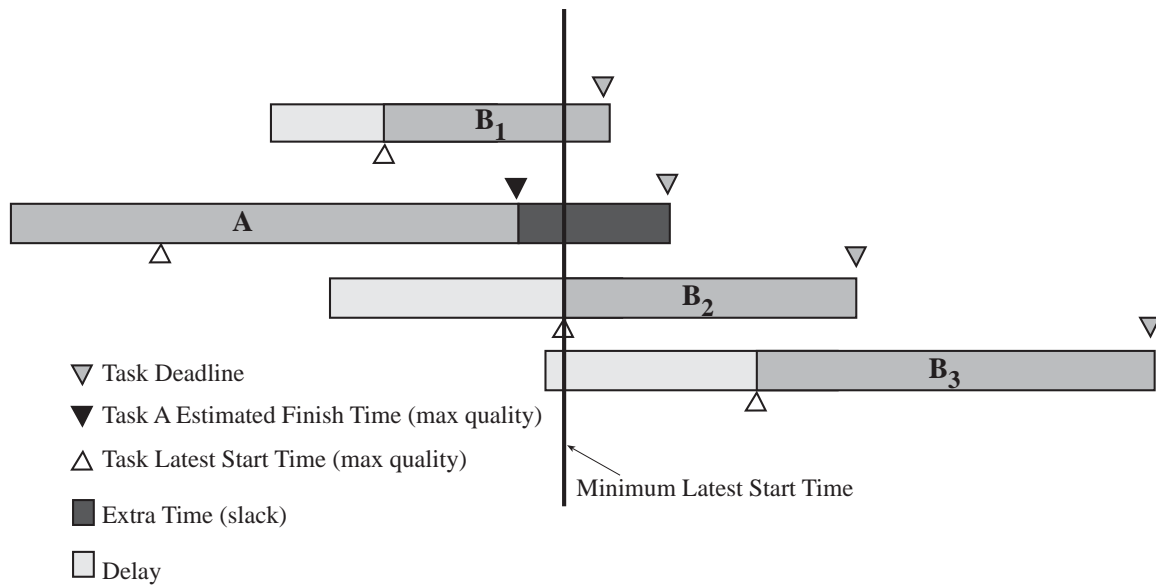 B1
A
B2
B3
Task Deadline
Task A Estimated Finish Time (max quality)
Task Latest Start Time (max quality)
Minimum Latest Start Time
Extra Time (slack)
Delay